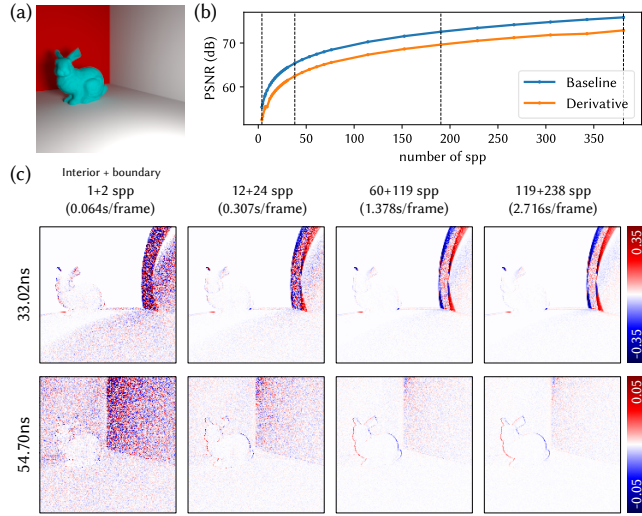 (a)
(b)
PSNR (dB)
70
60
Baseline
Derivative
0
50
100
150
200
250
300
350
number of spp
(c)
Interior + boundary
1+2 spp
(0.064s/frame)
12+24 spp
(0.307s/frame)
60+119 spp
(1.378s/frame)
119+238 spp
(2.716s/frame)
33.02ns
0.35
-0.35
54.70ns
0.05
-0.05